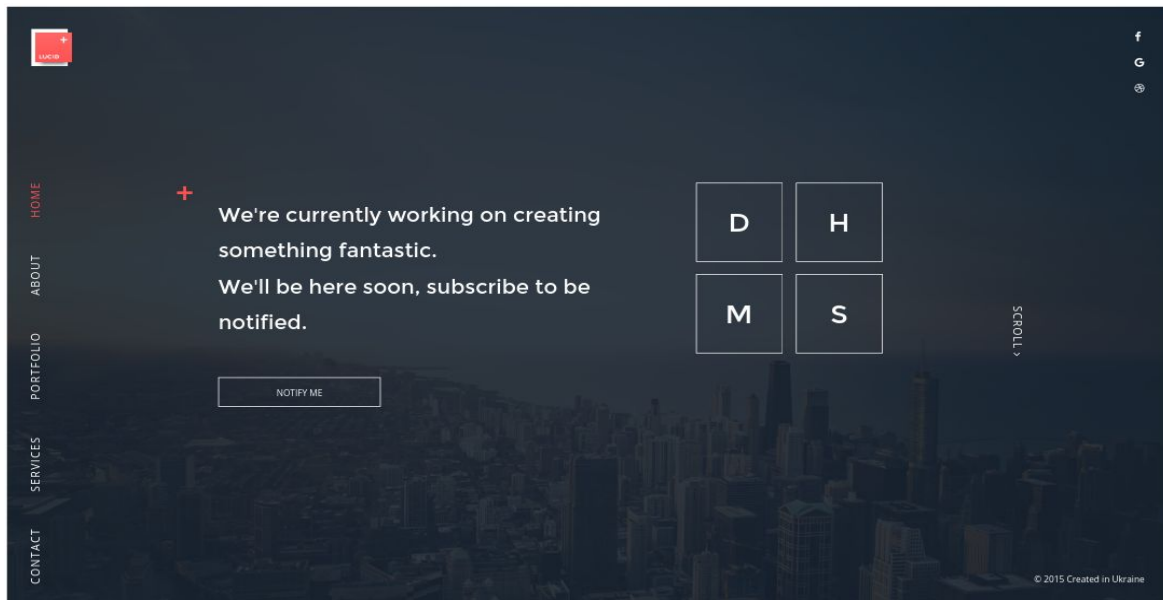 LUCID
HOME
ABOUT
PORTFOLIO
SERVICES
CONTACT
We're currently working on creating
something fantastic.
We'll be here soon, subscribe to be
notified.
NOTIFY ME
D H
M S
SCROLL >
© 2015 Created in Ukraine